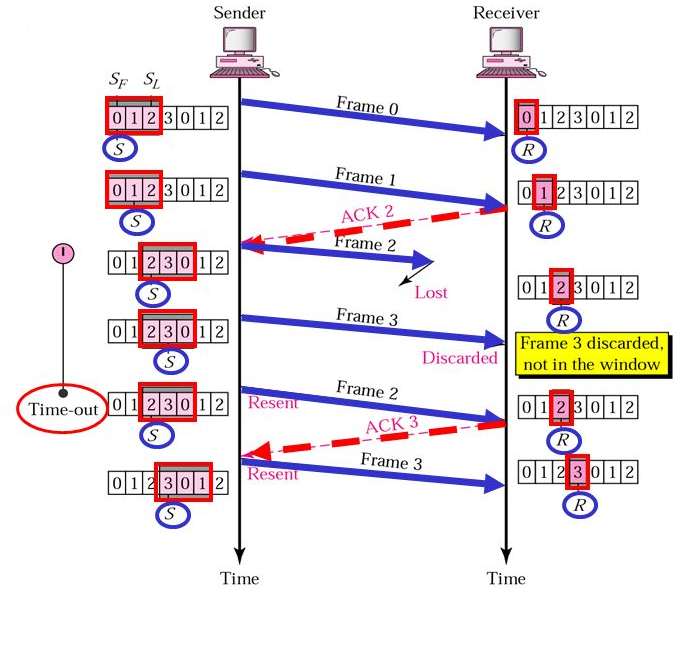 Sender
Receiver
S_F S_L
0 1 2 3 0 1 2
S
Frame 0
0 1 2 3 0 1 2
R
0 1 2 3 0 1 2
S
Frame 1
0 1 2 3 0 1 2
R
ACK 2
0 1 2 3 0 1 2
S
Frame 2
Lost
0 1 2 3 0 1 2
R
0 1 2 3 0 1 2
S
Frame 3
Discarded
Frame 3 discarded,
not in the window
Time-out
0 1 2 3 0 1 2
S
Resent
Frame 2
0 1 2 3 0 1 2
R
ACK 3
0 1 2 3 0 1 2
S
Resent
Frame 3
0 1 2 3 0 1 2
R
Time
Time